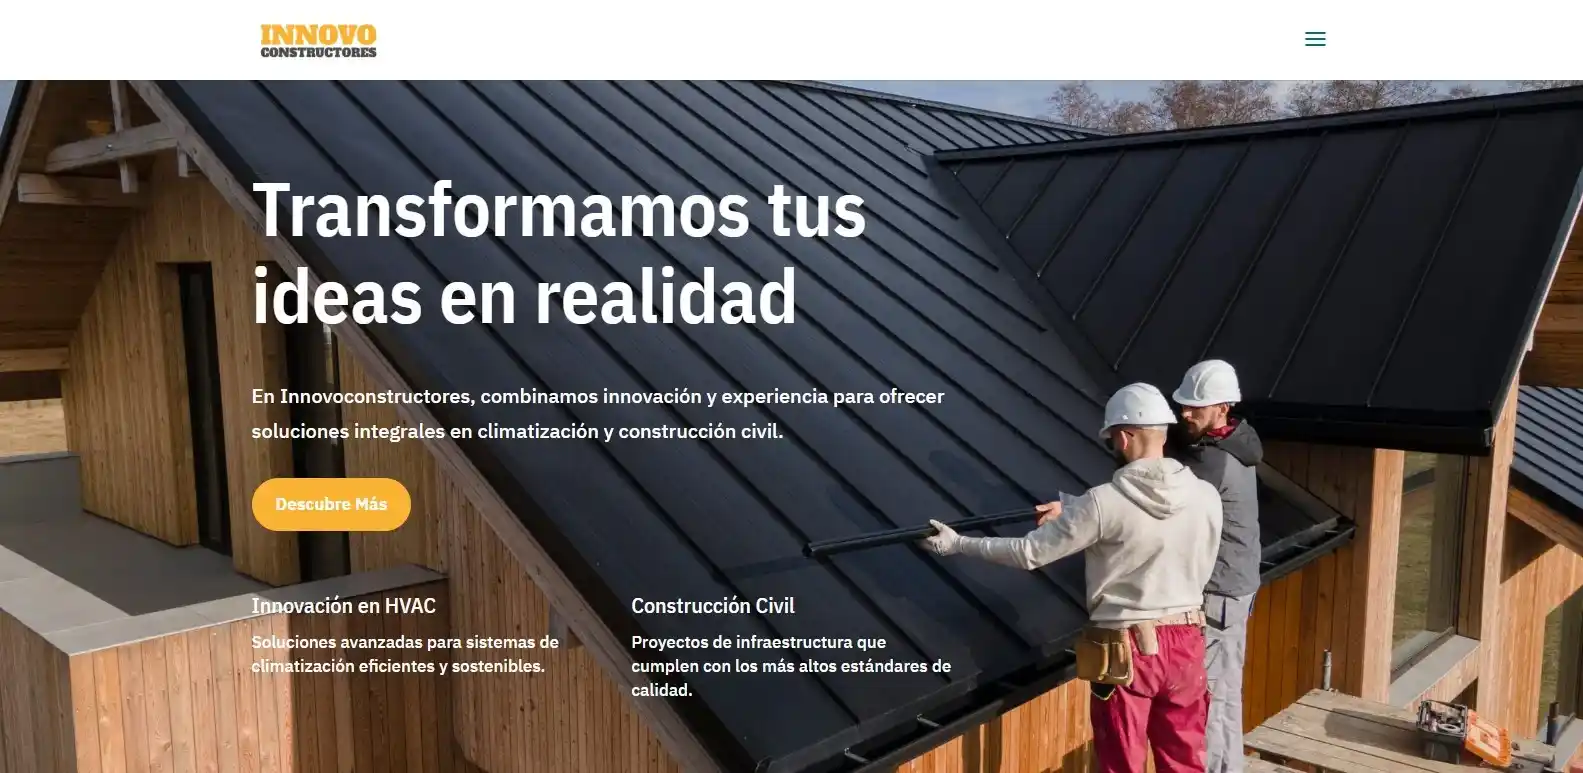 INNOVO
CONSTRUCTORES
Transformamos tus
ideas en realidad
En Innovoconstructores, combinamos innovación y experiencia para ofrecer
soluciones integrales en climatización y construcción civil.
Descubre Más
Innovación en HVAC
Soluciones avanzadas para sistemas de
climatización eficientes y sostenibles.
Construcción Civil
Proyectos de infraestructura que
cumplen con los más altos estándares de
calidad.